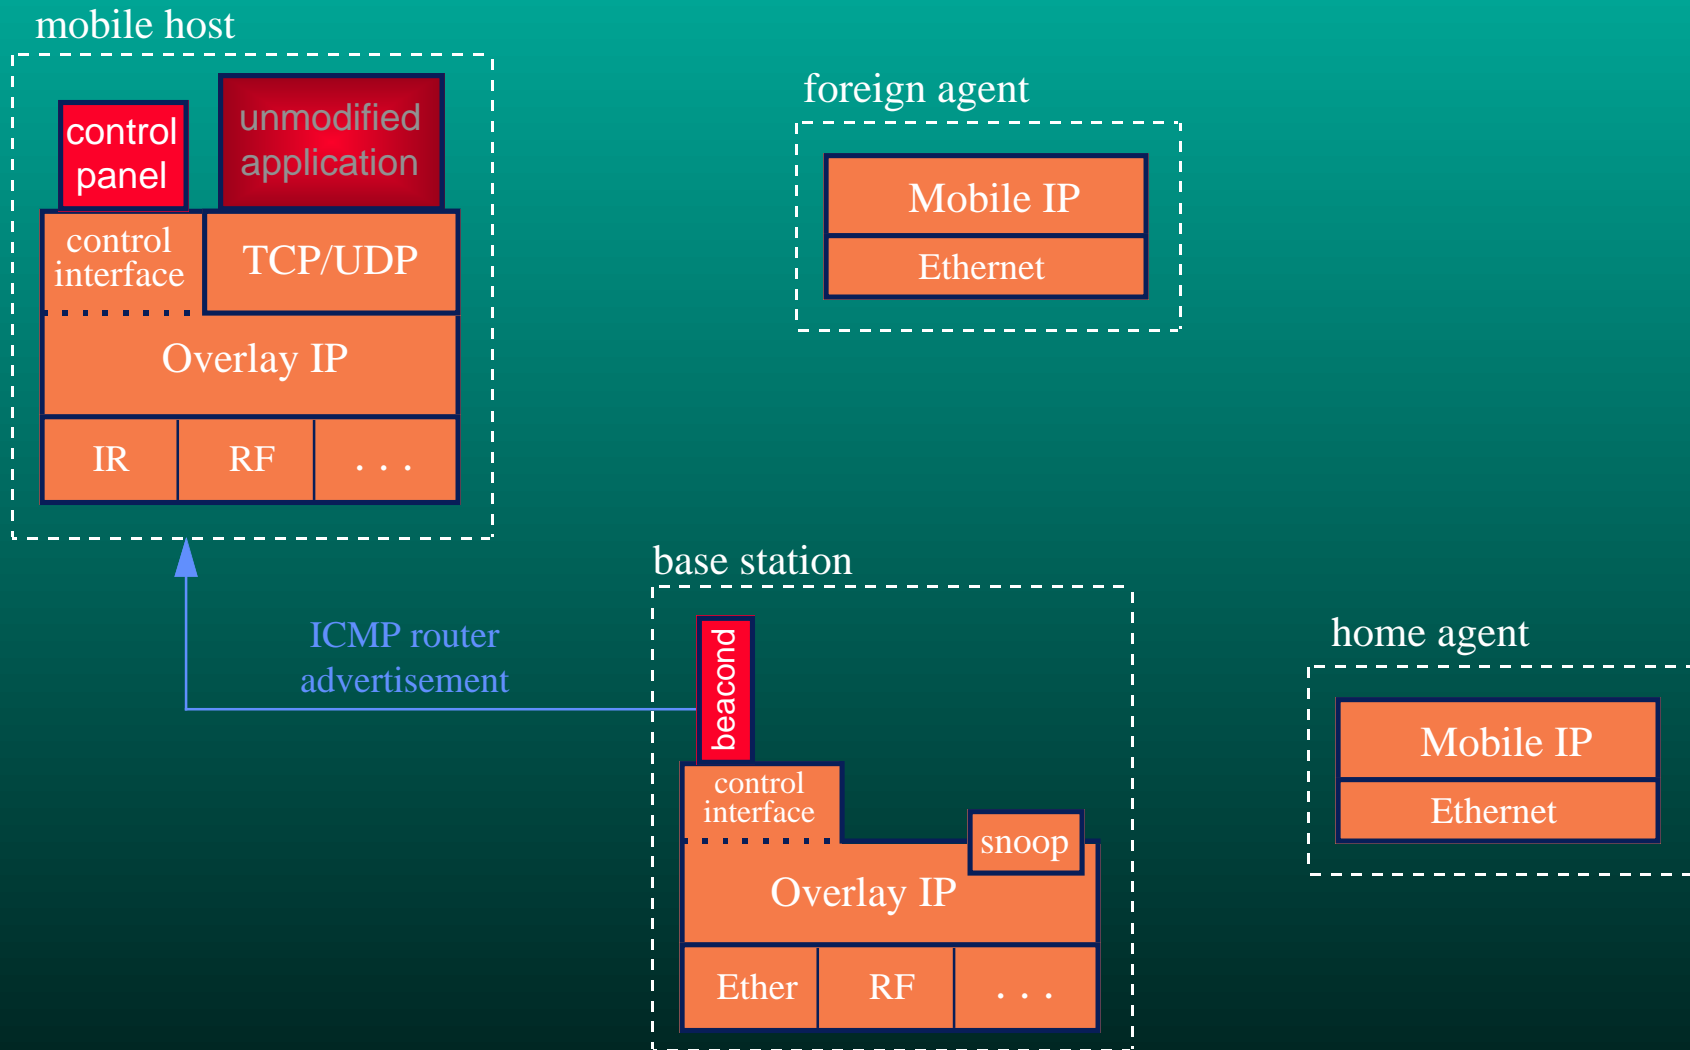 mobile host
control
panel
unmodified
application
control
interface
TCP/UDP
Overlay IP
IR
RF
. . .
foreign agent
Mobile IP
Ethernet
ICMP router
advertisement
base station
beacond
control
interface
snoop
Overlay IP
Ether
RF
. . .
home agent
Mobile IP
Ethernet